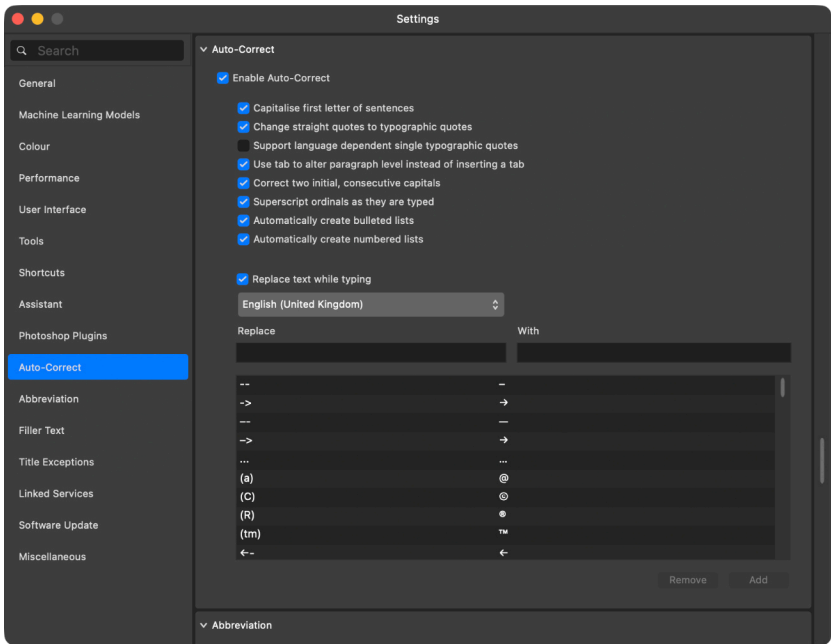 Settings
Search
General
Machine Learning Models
Colour
Performance
User Interface
Tools
Shortcuts
Assistant
Photoshop Plugins
Auto-Correct
Abbreviation
Filler Text
Title Exceptions
Linked Services
Software Update
Miscellaneous
Auto-Correct
Enable Auto-Correct
Capitalise first letter of sentences
Change straight quotes to typographic quotes
Support language dependent single typographic quotes
Use tab to alter paragraph level instead of inserting a tab
Correct two initial, consecutive capitals
Superscript ordinals as they are typed
Automatically create bulleted lists
Automatically create numbered lists
Replace text while typing
English (United Kingdom)
Replace With
-- –
-> →
–- —
–> →
... …
(a) @
(C) ©
(R) ®
(tm) ™
←- ←
Remove Add
Abbreviation